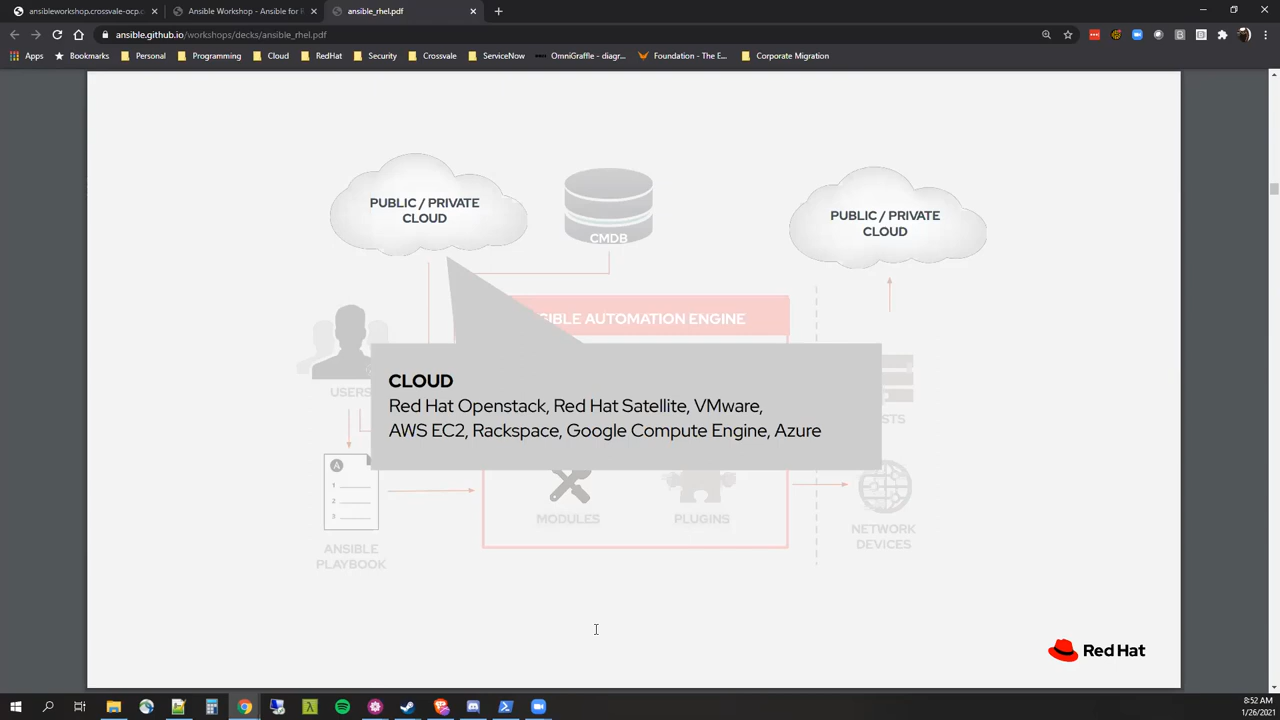 ansibleworkshop.crossvale-ocp.c
Ansible Workshop - Ansible for R
ansible_rhel.pdf
ansible.github.io/workshops/decks/ansible_rhel.pdf
Apps
Bookmarks
Personal
Programming
Cloud
RedHat
Security
Crossvale
ServiceNow
OmniGraffle - diagr...
Foundation - The E...
Corporate Migration
PUBLIC / PRIVATE
CLOUD
CMDB
PUBLIC / PRIVATE
CLOUD
SIBLE AUTOMATION ENGINE
USERS
CLOUD
Red Hat Openstack, Red Hat Satellite, VMware,
AWS EC2, Rackspace, Google Compute Engine, Azure
STS
A
1
2
3
MODULES
PLUGINS
NETWORK
DEVICES
ANSIBLE
PLAYBOOK
Red Hat
8:52 AM
1/26/2021